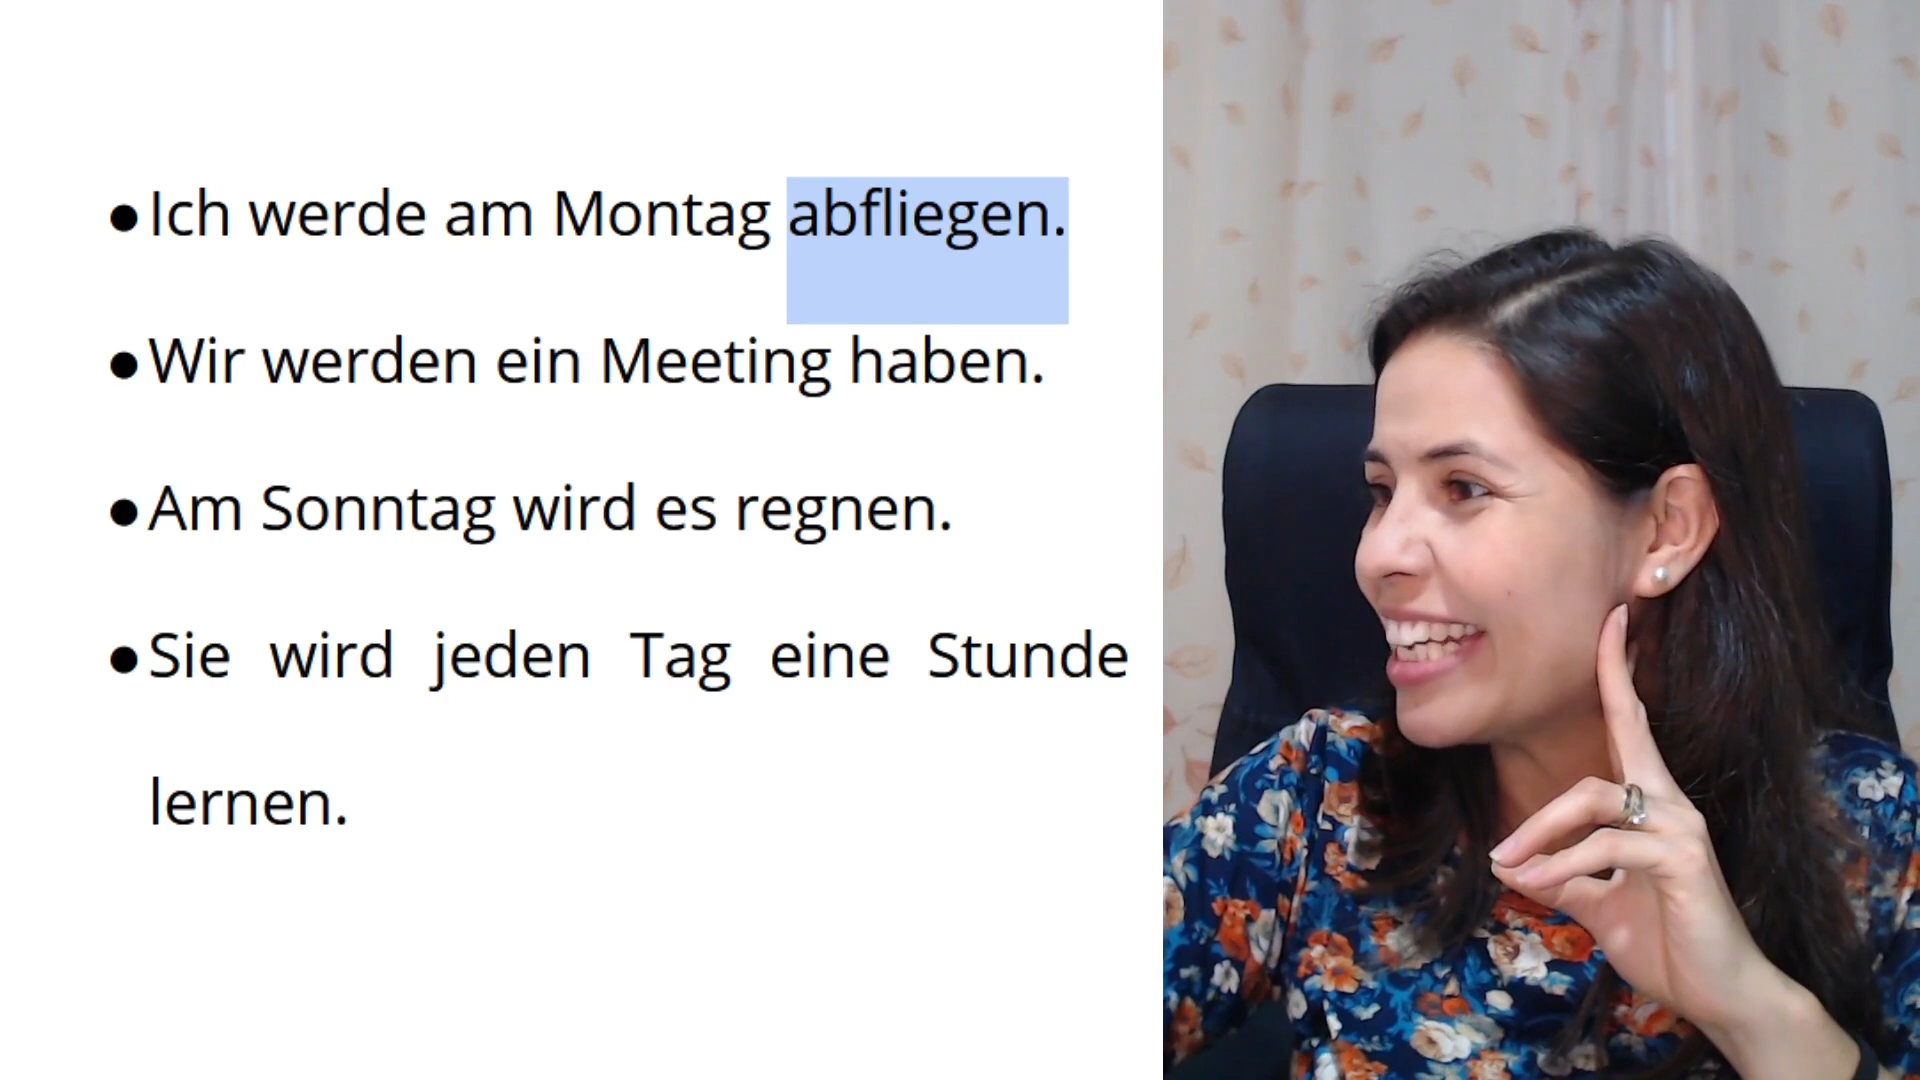 ● Ich werde am Montag abfliegen.
● Wir werden ein Meeting haben.
● Am Sonntag wird es regnen.
● Sie wird jeden Tag eine Stunde
lernen.